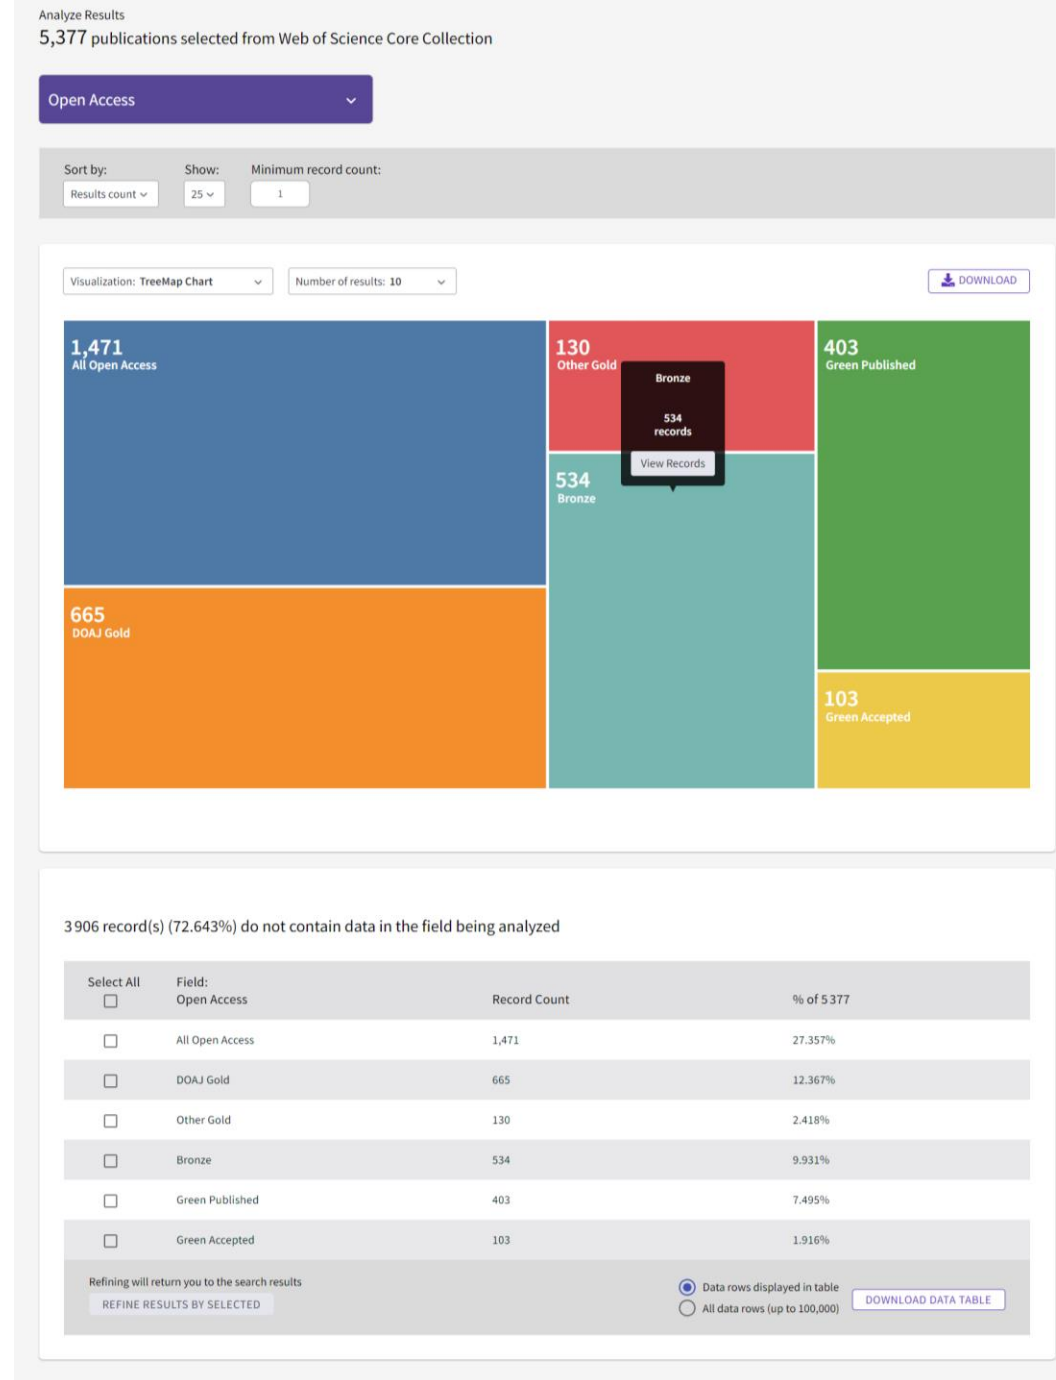 Analyze Results
5,377 publications selected from Web of Science Core Collection
Open Access
Sort by: Show: Minimum record count:
Results count 25 1
Visualization: TreeMap Chart Number of results: 10 DOWNLOAD
1,471
All Open Access
130
Other Gold
403
Green Published
Bronze
534
records
View Records
534
Bronze
665
DOAJ Gold
103
Green Accepted
3 906 record(s) (72.643%) do not contain data in the field being analyzed
Select All Field:
Open Access Record Count % of 5 377
All Open Access 1,471 27.357%
DOAJ Gold 665 12.367%
Other Gold 130 2.418%
Bronze 534 9.931%
Green Published 403 7.495%
Green Accepted 103 1.916%
Refining will return you to the search results
REFINE RESULTS BY SELECTED
Data rows displayed in table
All data rows (up to 100,000)
DOWNLOAD DATA TABLE